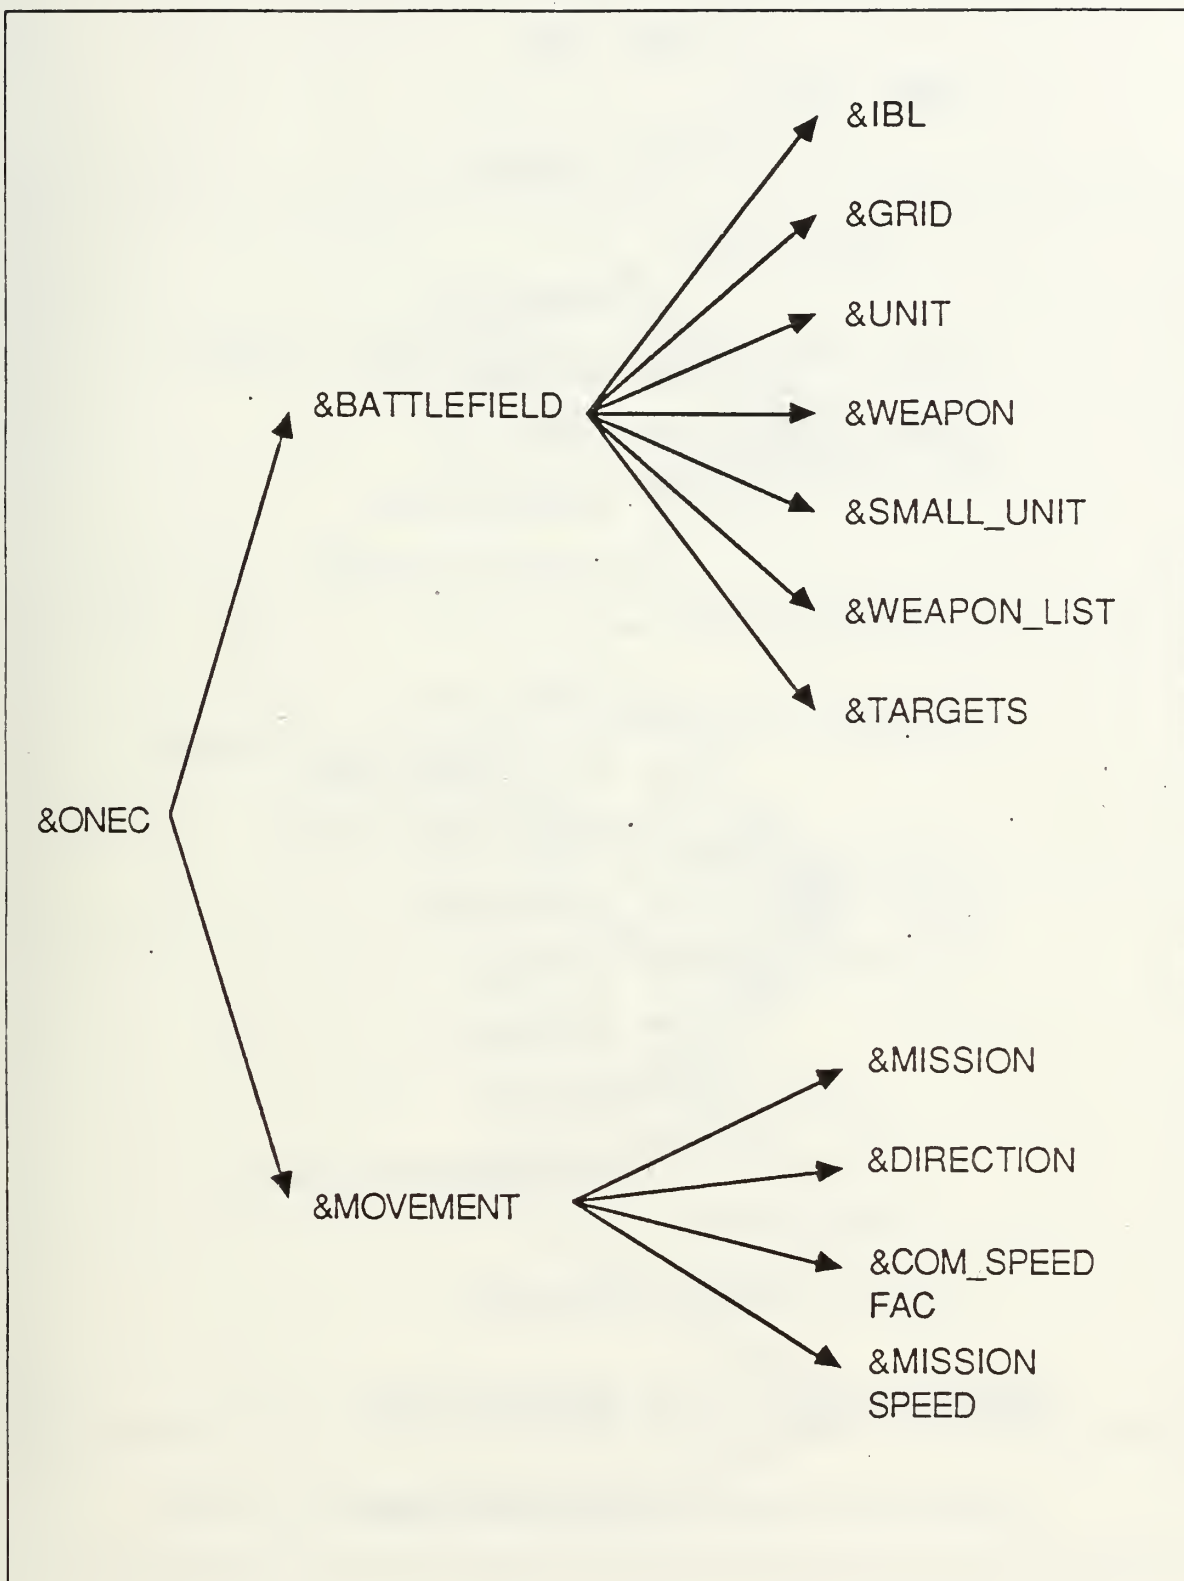 &IBL
&GRID
&UNIT
&BATTLEFIELD
&WEAPON
&SMALL_UNIT
&WEAPON_LIST
&TARGETS
&ONEC
&MISSION
&DIRECTION
&MOVEMENT
&COM_SPEED
FAC
&MISSION
SPEED